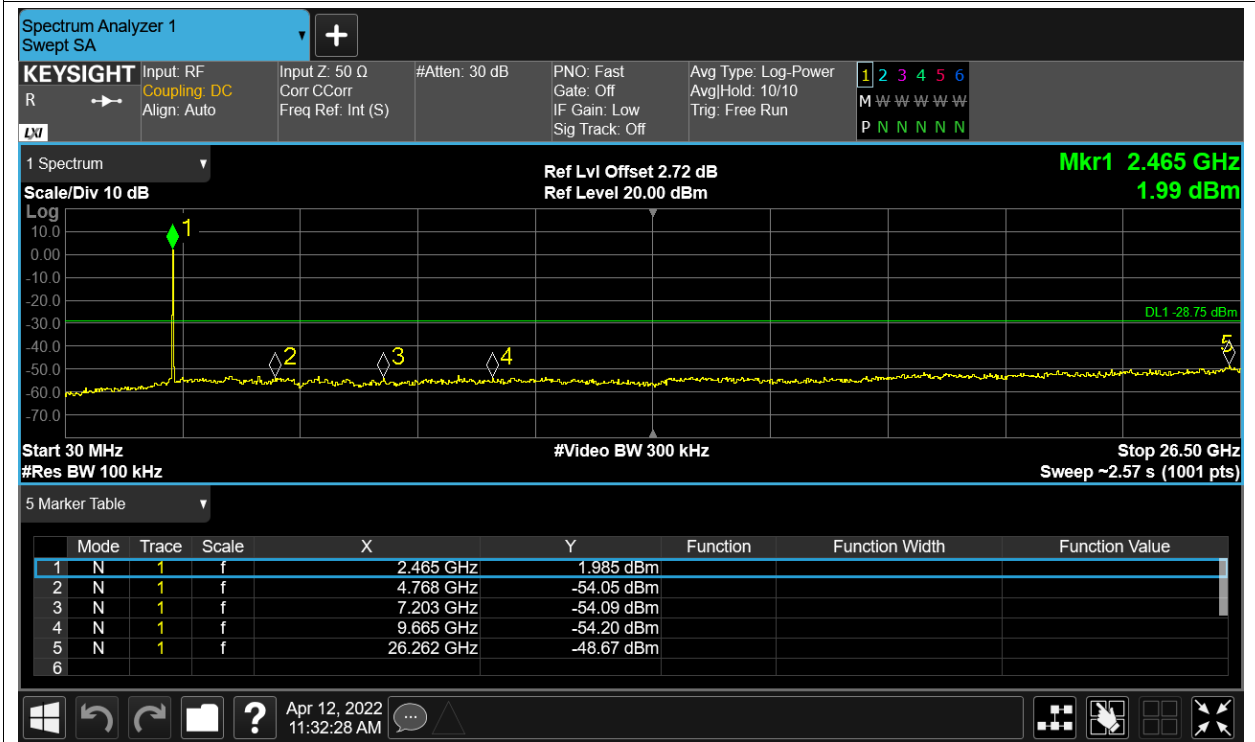 Spectrum Analyzer 1
Swept SA
+
KEYSIGHT
R
LXI
Input: RF
Coupling: DC
Align: Auto
Input Z: 50 Ω
Corr CCorr
Freq Ref: Int (S)
#Atten: 30 dB
PNO: Fast
Gate: Off
IF Gain: Low
Sig Track: Off
Avg Type: Log-Power
Avg|Hold: 10/10
Trig: Free Run
1 2 3 4 5 6
M W W W W W
P N N N N N
1 Spectrum
Scale/Div 10 dB
Ref Lvl Offset 2.72 dB
Ref Level 20.00 dBm
Mkr1 2.465 GHz
1.99 dBm
Log
10.0
0.00
-10.0
-20.0
-30.0
-40.0
-50.0
-60.0
-70.0
1
2
3
4
5
DL1 -28.75 dBm
Start 30 MHz
#Video BW 300 kHz
Stop 26.50 GHz
#Res BW 100 kHz
Sweep ~2.57 s (1001 pts)
5 Marker Table
Mode Trace Scale X Y Function Function Width Function Value
1 N 1 f 2.465 GHz 1.985 dBm
2 N 1 f 4.768 GHz -54.05 dBm
3 N 1 f 7.203 GHz -54.09 dBm
4 N 1 f 9.665 GHz -54.20 dBm
5 N 1 f 26.262 GHz -48.67 dBm
6
?
Apr 12, 2022
11:32:28 AM